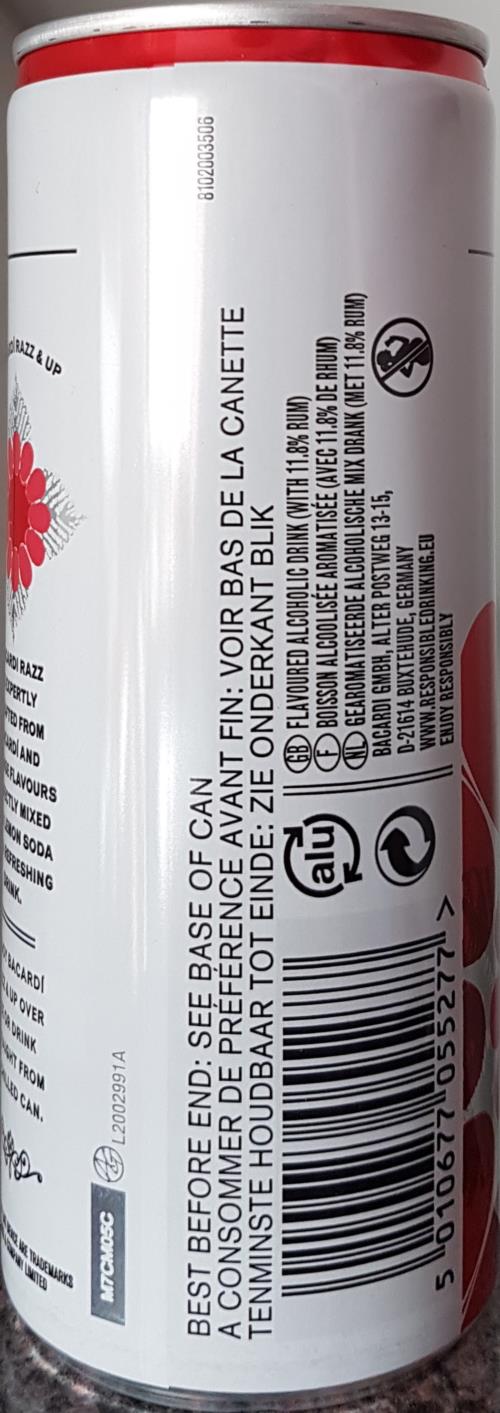 RAZZ & UP
RAZZ
FROM
AND
FLAVOURS
MIXED
SODA
REFRESHING
DRINK.
BACARDÍ
UP OVER
DRINK
FROM
CAN.
ARE TRADEMARKS
COMPANY LIMITED
M7CM05C
L2002991A
8102003506
BEST BEFORE END: SEE BASE OF CAN
A CONSOMMER DE PRÉFÉRENCE AVANT FIN: VOIR BAS DE LA CANETTE
TENMINSTE HOUDBAAR TOT EINDE: ZIE ONDERKANT BLIK
alu
GB FLAVOURED ALCOHOLIC DRINK (WITH 11.8% RUM)
F BOISSON ALCOOLISÉE AROMATISÉE (AVEC 11.8% DE RHUM)
NL GEAROMATISEERDE ALCOHOLISCHE MIX DRANK (MET 11.8% RUM)
BACARDI GMBH, ALTER POSTWEG 13-15,
D-21614 BUXTEHUDE, GERMANY
WWW.RESPONSIBLEDRINKING.EU
ENJOY RESPONSIBLY
5 010677 055277 >